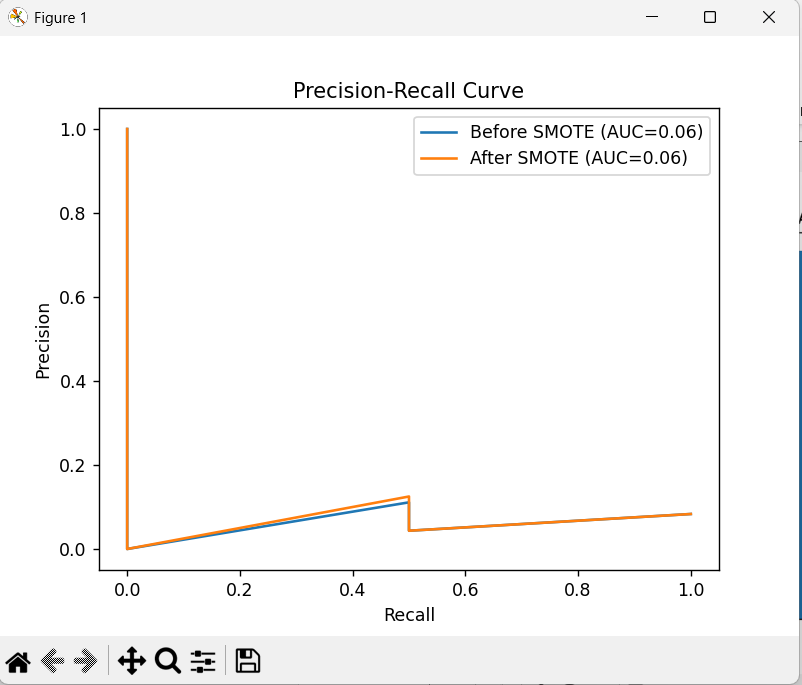 Figure 1
Precision-Recall Curve
Before SMOTE (AUC=0.06)
After SMOTE (AUC=0.06)
1.0
0.8
0.6
0.4
0.2
0.0
Precision
0.0 0.2 0.4 0.6 0.8 1.0
Recall